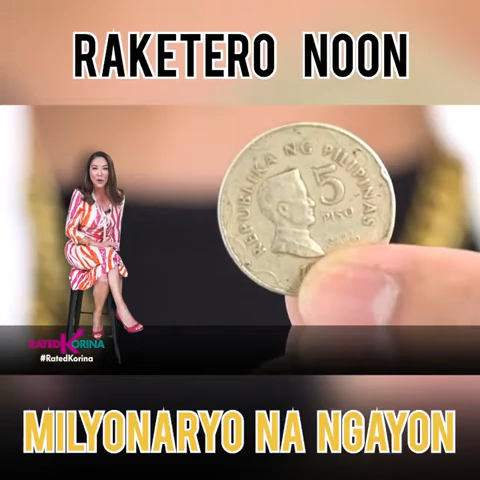 RAKETERO NOON
REPUBLIKA NG PILIPINAS
5
PISO
RATED KORINA
#RatedKorina
MILYONARYO NA NGAYON